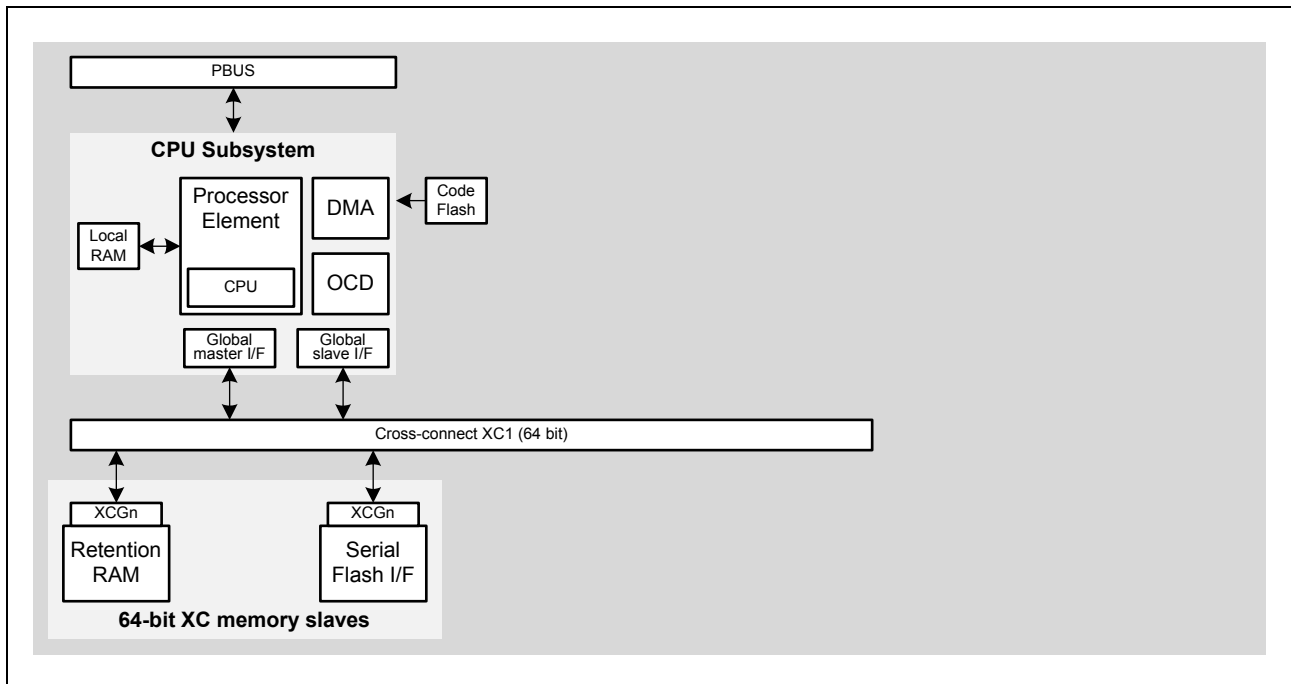 PBUS
CPU Subsystem
Processor
Element
CPU
DMA
OCD
Code
Flash
Local
RAM
Global
master I/F
Global
slave I/F
Cross-connect XC1 (64 bit)
XCGn
Retention
RAM
XCGn
Serial
Flash I/F
64-bit XC memory slaves